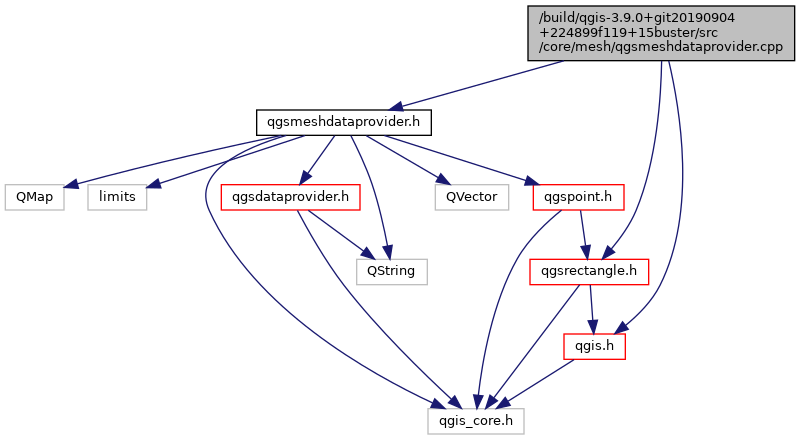 /build/qgis-3.9.0+git20190904
+224899f119+15buster/src
/core/mesh/qgsmeshdataprovider.cpp
qgsmeshdataprovider.h
QMap
limits
qgsdataprovider.h
QVector
qgspoint.h
QString
qgsrectangle.h
qgis.h
qgis_core.h